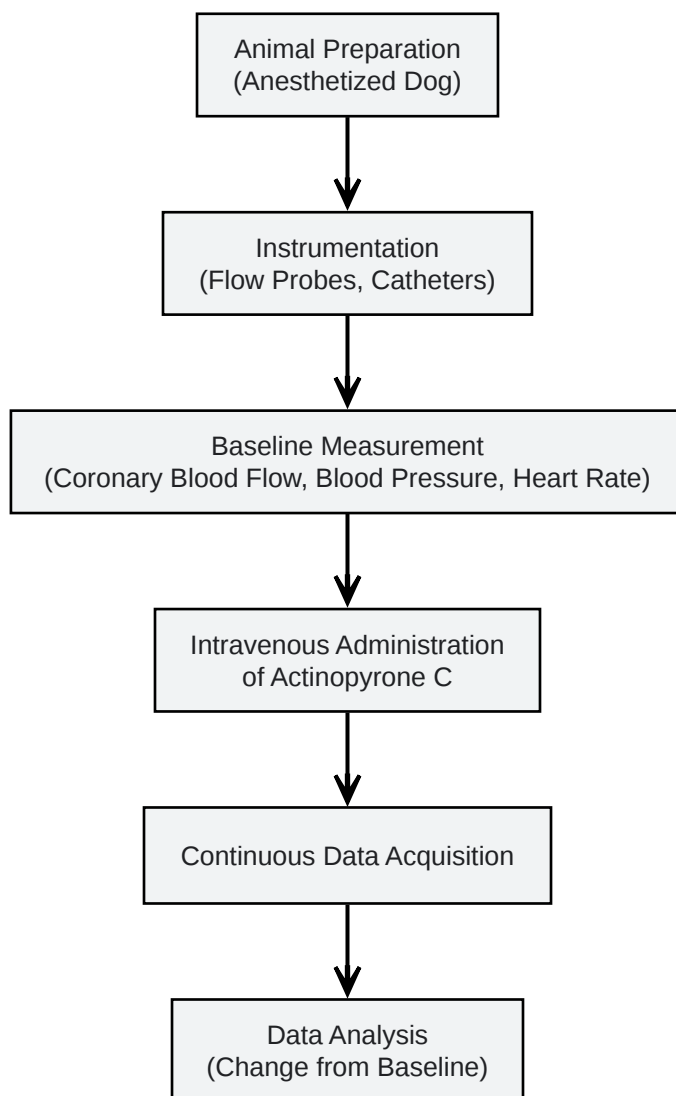 Animal Preparation
(Anesthetized Dog)
Instrumentation
(Flow Probes, Catheters)
Baseline Measurement
(Coronary Blood Flow, Blood Pressure, Heart Rate)
Intravenous Administration
of Actinopyrone C
Continuous Data Acquisition
Data Analysis
(Change from Baseline)